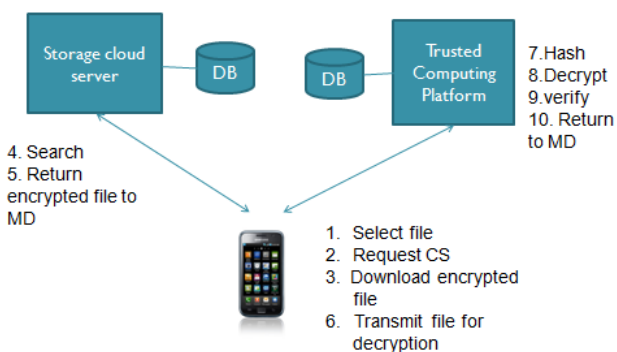 Storage cloud
server
DB
DB
Trusted
Computing
Platform
7.Hash
8.Decrypt
9.verify
10. Return
to MD
4. Search
5. Return
encrypted file to
MD
1. Select file
2. Request CS
3. Download encrypted
file
6. Transmit file for
decryption